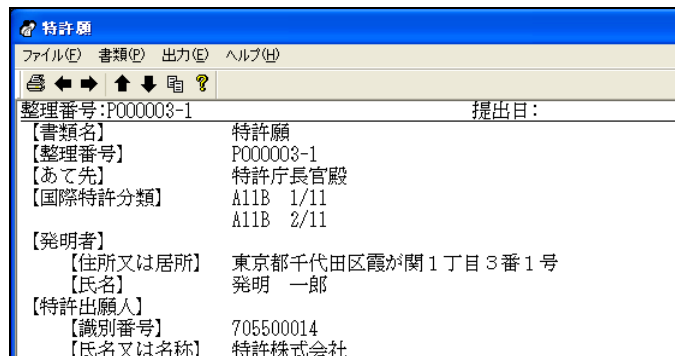 特許願
ファイル(F) 書類(P) 出力(E) ヘルプ(H)
整理番号:P000003-1 提出日:
【書類名】 特許願
【整理番号】 P000003-1
【あて先】 特許庁長官殿
【国際特許分類】 A11B 1/11
A11B 2/11
【発明者】
【住所又は居所】 東京都千代田区霞が関1丁目3番1号
【氏名】 発明 一郎
【特許出願人】
【識別番号】 705500014
【氏名又は名称】 特許株式会社